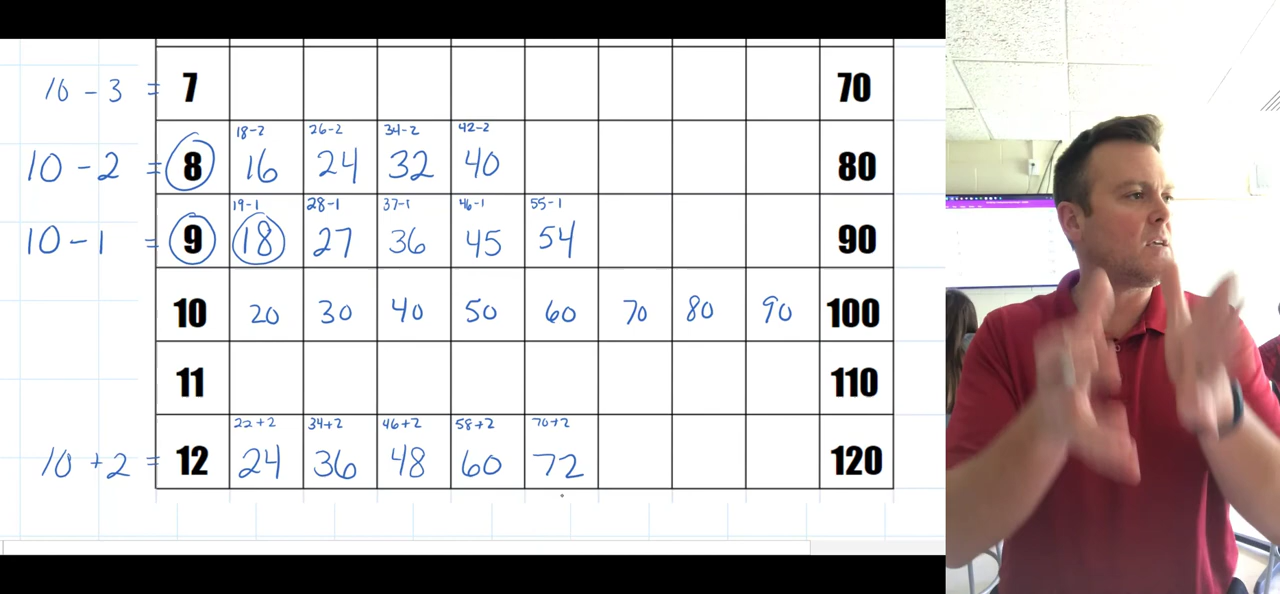 10 - 3 = 7 70
18-2 26-2 34-2 42-2
10 - 2 = 8 16 24 32 40 80
19-1 28-1 37-1 46-1 55-1
10 - 1 = 9 18 27 36 45 54 90
10 20 30 40 50 60 70 80 90 100
11 110
22+2 34+2 46+2 58+2 70+2
10 + 2 = 12 24 36 48 60 72 120